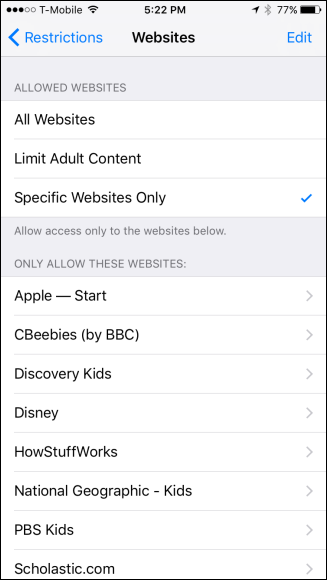 T-Mobile 5:22 PM 77%
Restrictions Websites Edit
ALLOWED WEBSITES
All Websites
Limit Adult Content
Specific Websites Only
Allow access only to the websites below.
ONLY ALLOW THESE WEBSITES:
Apple — Start
CBeebies (by BBC)
Discovery Kids
Disney
HowStuffWorks
National Geographic - Kids
PBS Kids
Scholastic.com